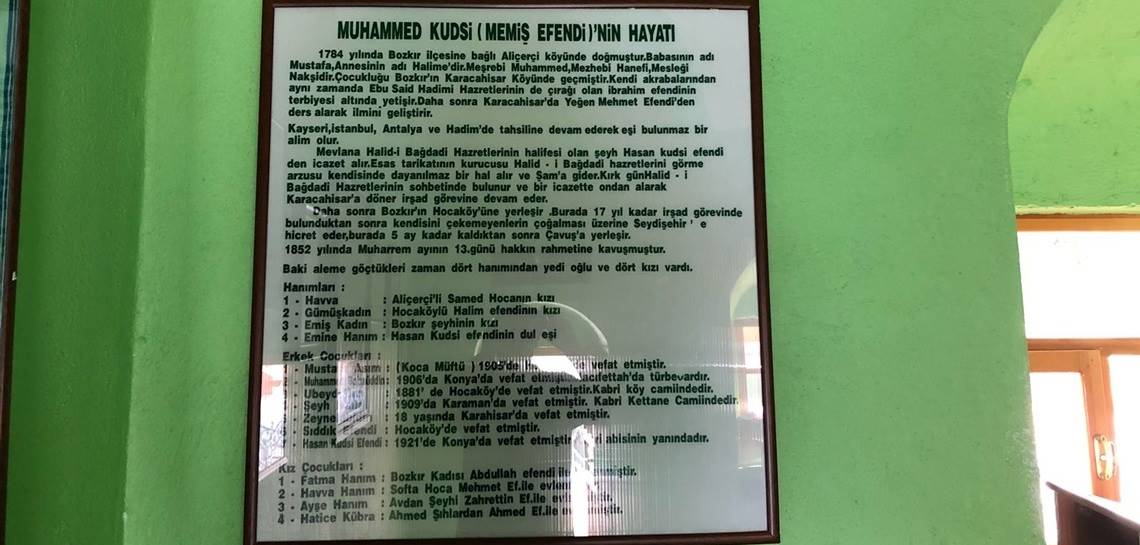 MUHAMMED KUDSİ ( MEMİŞ EFENDİ )'NİN HAYATI
1784 yılında Bozkır ilçesine bağlı Aliçerçi köyünde doğmuştur.Babasının adı
Mustafa,Annesinin adı Halime'dir.Meşrebi Muhammed,Mezhebi Hanefi,Mesleği
Nakşidir.Çocukluğu Bozkır'ın Karacahisar Köyünde geçmiştir.Kendi akrabalarından
aynı zamanda Ebu Said Hadimi Hazretlerinin de çırağı olan ibrahim efendinin
terbiyesi altında yetişir.Daha sonra Karacahisar'da Yeğen Mehmet Efendi'den
ders alarak ilmini geliştirir.
Kayseri,istanbul, Antalya ve Hadim'de tahsiline devam ederek eşi bulunmaz bir
alim olur.
Mevlana Halid-i Bağdadi Hazretlerinin halifesi olan şeyh Hasan kudsi efendi
den icazet alır.Esas tarikatının kurucusu Halid - i Bağdadi hazretlerini görme
arzusu kendisinde dayanılmaz bir hal alır ve Şam'a gider.Kırk günHalid - i
Bağdadi Hazretlerinin sohbetinde bulunur ve bir icazette ondan alarak
Karacahisar'a döner irşad görevine devam eder.
Daha sonra Bozkır'ın Hocaköy'üne yerleşir .Burada 17 yıl kadar irşad görevinde
bulunduktan sonra kendisini çekemeyenlerin çoğalması üzerine Seydişehir ' e
hicret eder,burada 5 ay kadar kaldıktan sonra Çavuş'a yerleşir.
1852 yılında Muharrem ayının 13.günü hakkın rahmetine kavuşmuştur.
Baki aleme göçtükleri zaman dört hanımından yedi oğlu ve dört kızı vardı.
Hanımları :
1 - Havva : Aliçerçi'li Samed Hocanın kızı
2 - Gümüşkadın : Hocaköylü Halim efendinin kızı
3 - Emiş Kadın : Bozkır şeyhinin kızı
4 - Emine Hanım : Hasan Kudsi efendinin dul eşi
Erkek Çocukları :
- Mustafa Asım : (Koca Müftü ) 1905'de vefat etmiştir.
- Muhammed : 1906'da Konya'da vefat etmiştir türbevardır.
: 1881' de Hocaköy'de vefat etmiştir.Kabri köy camiindedir.
- Şeyh : 1909'da Karaman'da vefat etmiştir. Kabri Kettane Camiindedir.
: 18 yaşında Karahisar'da vefat etmiştir.
- Sıddık Efendi : Hocaköy'de vefat etmiştir.
- Hasan Kudsi Efendi : 1921'de Konya'da vefat etmiştir abisinin yanındadır.
Kız Çocukları :
1 - Fatma Hanım : Bozkır Kadısı Abdullah efendi
2 - Havva Hanım : Softa Hoca Mehmet Ef.ile
3 - Ayşe Hanım : Avdan Şeyhi Zahrettin Ef.ile
4 - Hatice Kübra : Ahmed Şıhlardan Ahmed Ef.ile